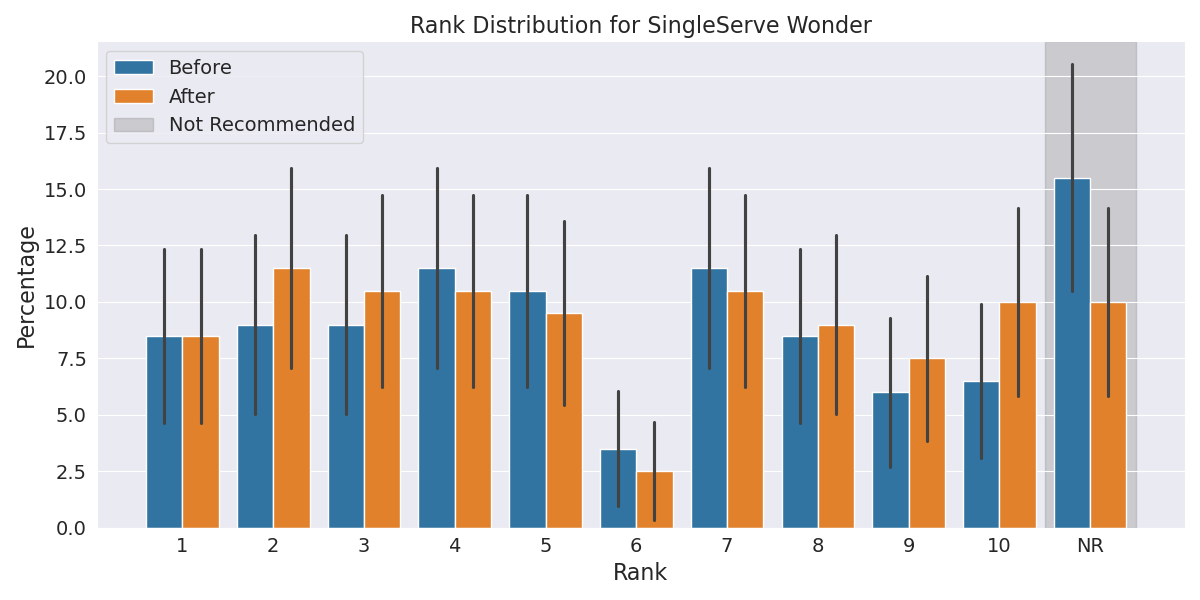 Rank Distribution for SingleServe Wonder
Before
After
Not Recommended
Percentage
20.0
17.5
15.0
12.5
10.0
7.5
5.0
2.5
0.0
1 2 3 4 5 6 7 8 9 10 NR
Rank